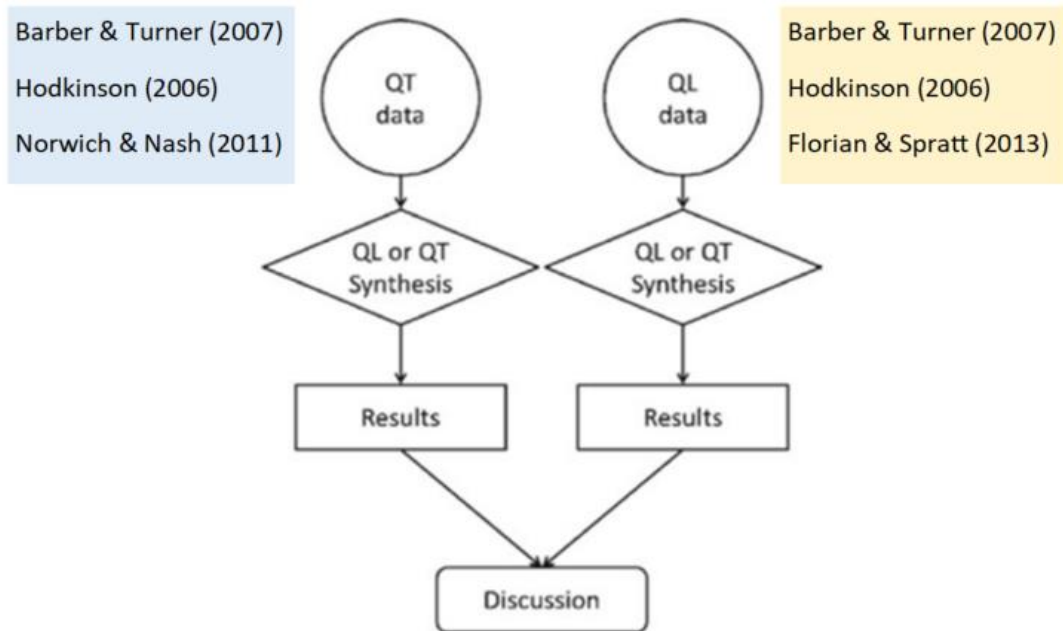 Barber & Turner (2007)
Hodkinson (2006)
Norwich & Nash (2011)
QT
data
QL
data
Barber & Turner (2007)
Hodkinson (2006)
Florian & Spratt (2013)
QL or QT
Synthesis
QL or QT
Synthesis
Results
Results
Discussion